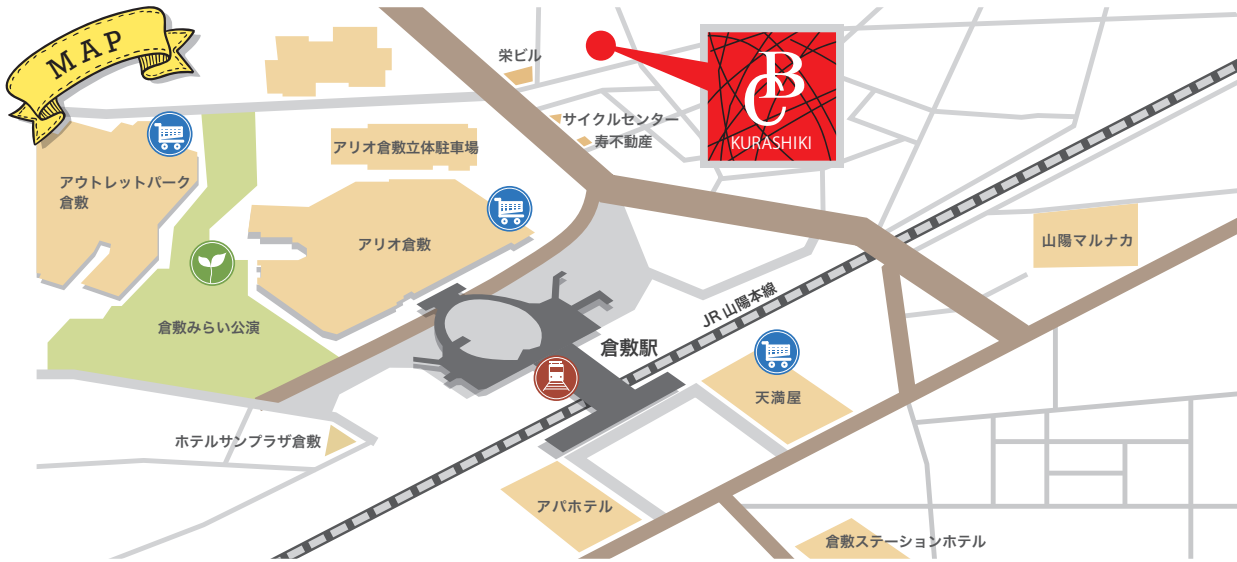 MAP
栄ビル
BC
KURASHIKI
サイクルセンター
寿不動産
アリオ倉敷立体駐車場
アウトレットパーク
倉敷
アリオ倉敷
山陽マルナカ
JR山陽本線
倉敷みらい公演
倉敷駅
天満屋
ホテルサンプラザ倉敷
アパホテル
倉敷ステーションホテル